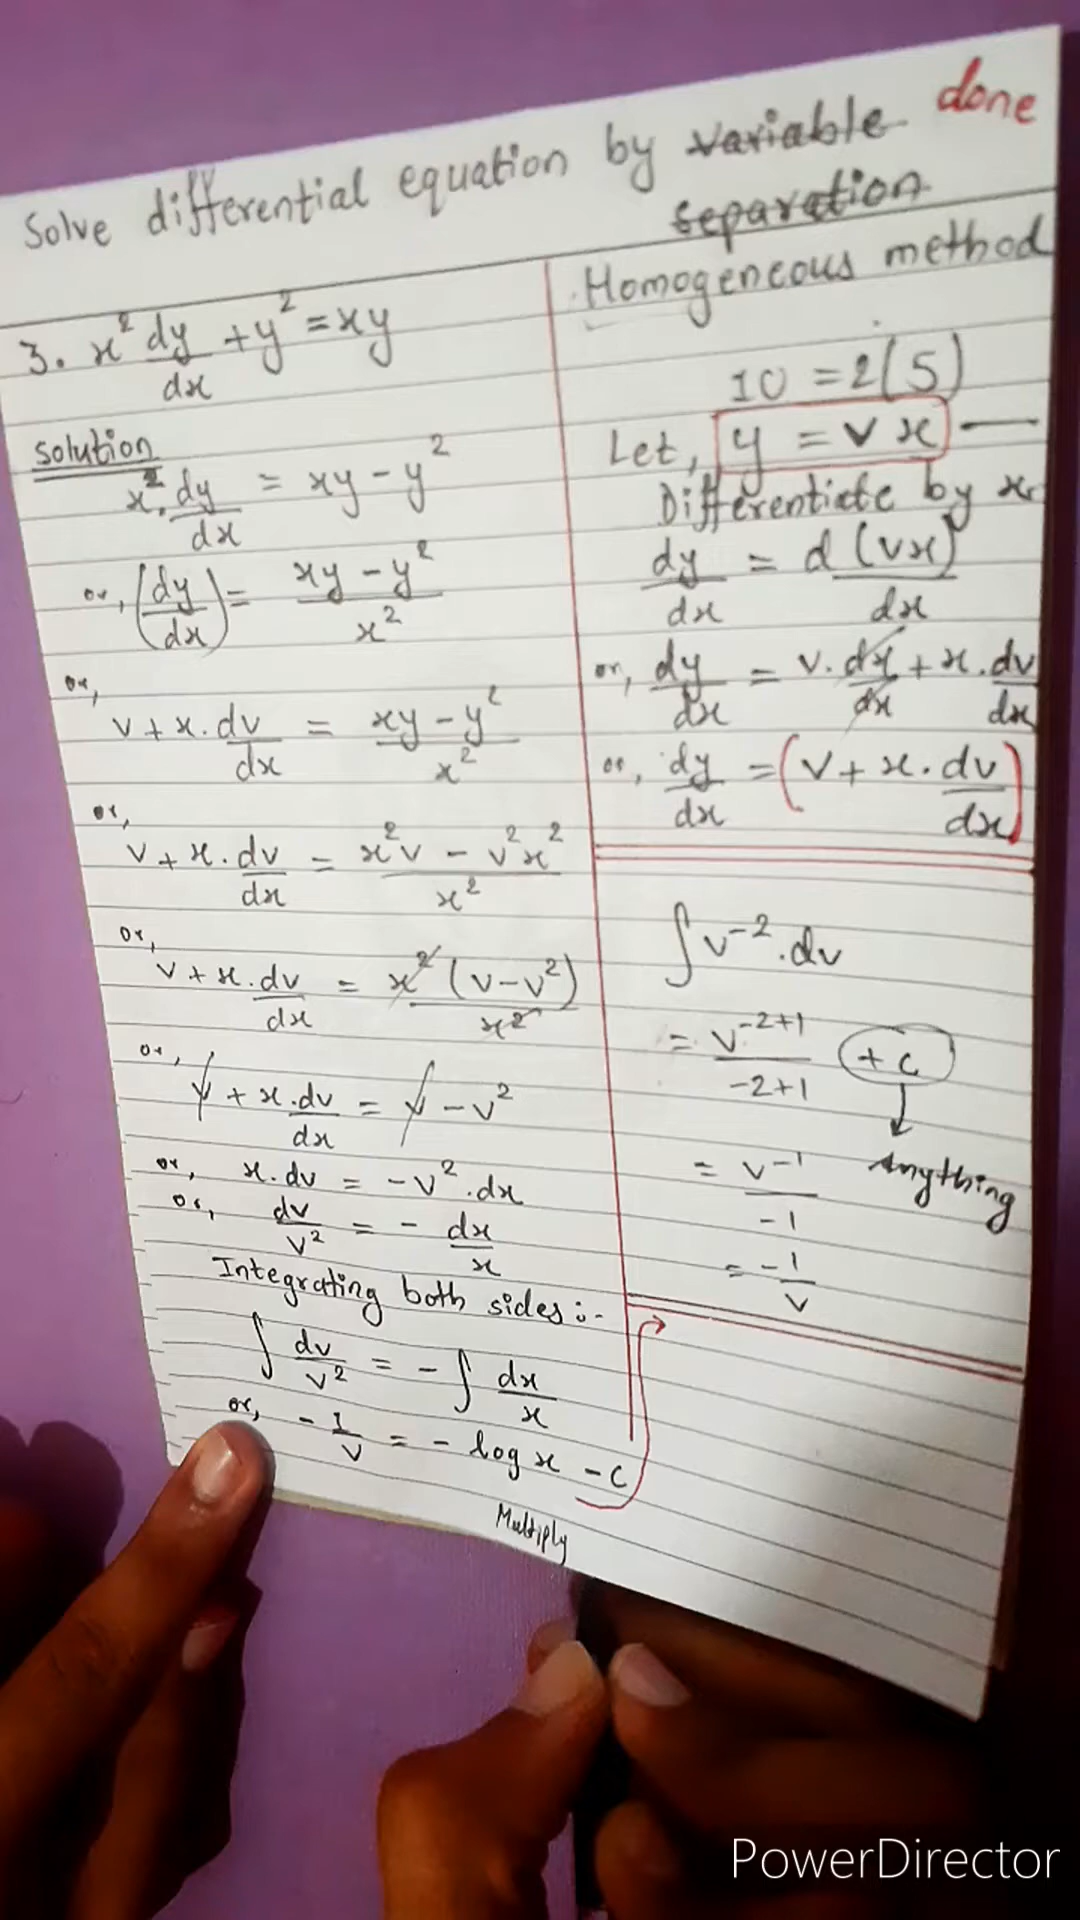 done
Solve differential equation by variable
separation
Homogeneous method
3. x² dy/dx + y² = xy
Solution
x². dy/dx = xy - y²
or, (dy/dx) = xy - y² / x²
or,
v + x. dv/dx = xy - y² / x²
or,
v + x. dv/dx = x²v - v²x² / x²
or,
v + x. dv/dx = x² (v - v²) / x²
or,
v + x. dv/dx = v - v²
or, x. dv = - v². dx
or, dv/v² = - dx/x
Integrating both sides :-
∫ dv/v² = - ∫ dx/x
or, - 1/v = - log x - c
Multiply
10 = 2(5)
Let, y = vx —
Differentiate by x
dy/dx = d(vx)/dx
or, dy/dx = v. dx/dx + x. dv/dx
or, dy/dx = (v + x. dv/dx)
∫ v⁻². dv
= v⁻²⁺¹ / -2+1 + c
Anything
= v⁻¹ / -1
= - 1/v
PowerDirector